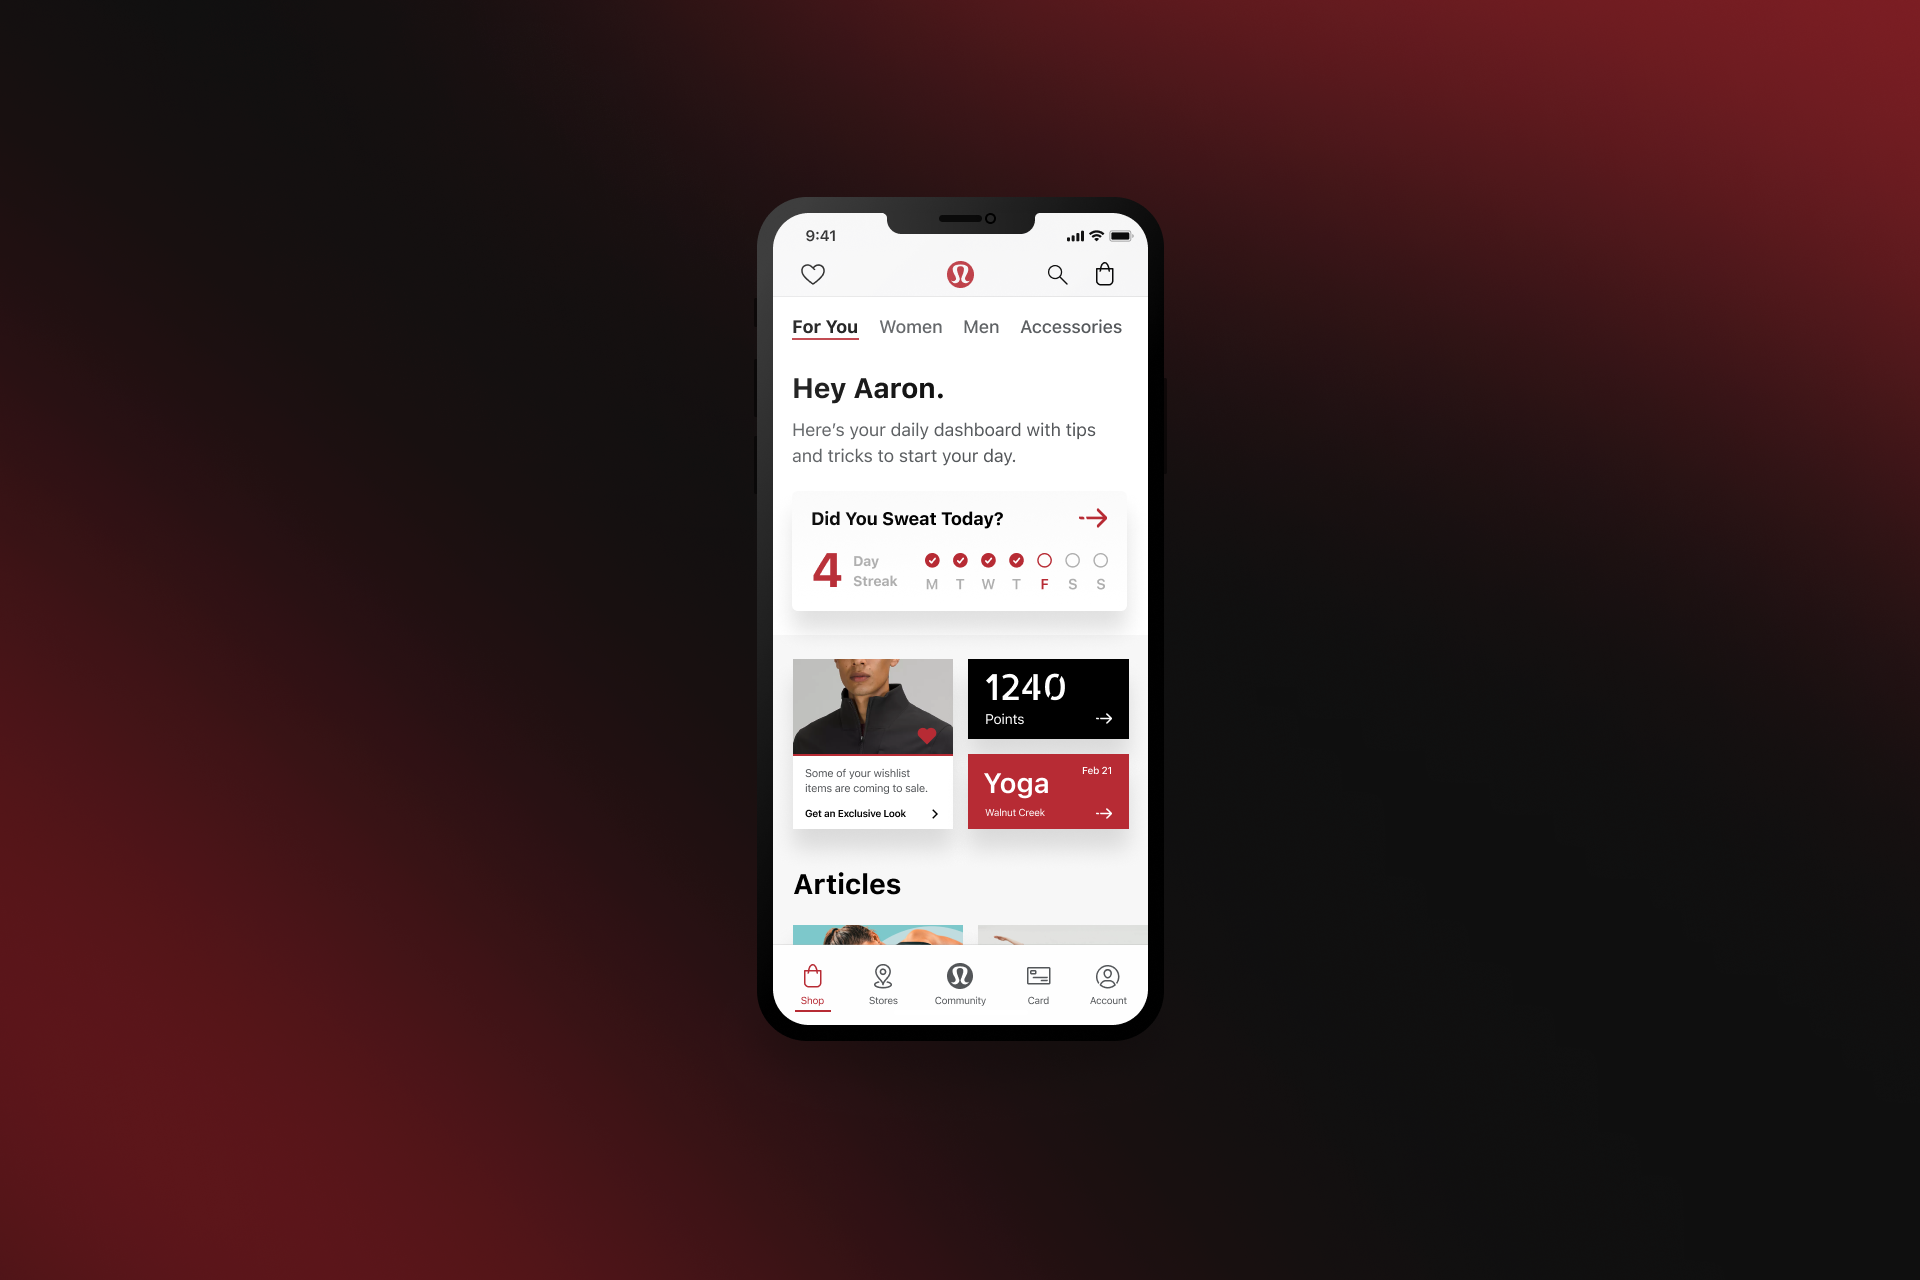 9:41
For You Women Men Accessories
Hey Aaron.
Here's your daily dashboard with tips
and tricks to start your day.
Did You Sweat Today?
4 Day
Streak
M T W T F S S
Some of your wishlist
items are coming to sale.
Get an Exclusive Look
1240
Points
Feb 21
Yoga
Walnut Creek
Articles
Shop Stores Community Card Account